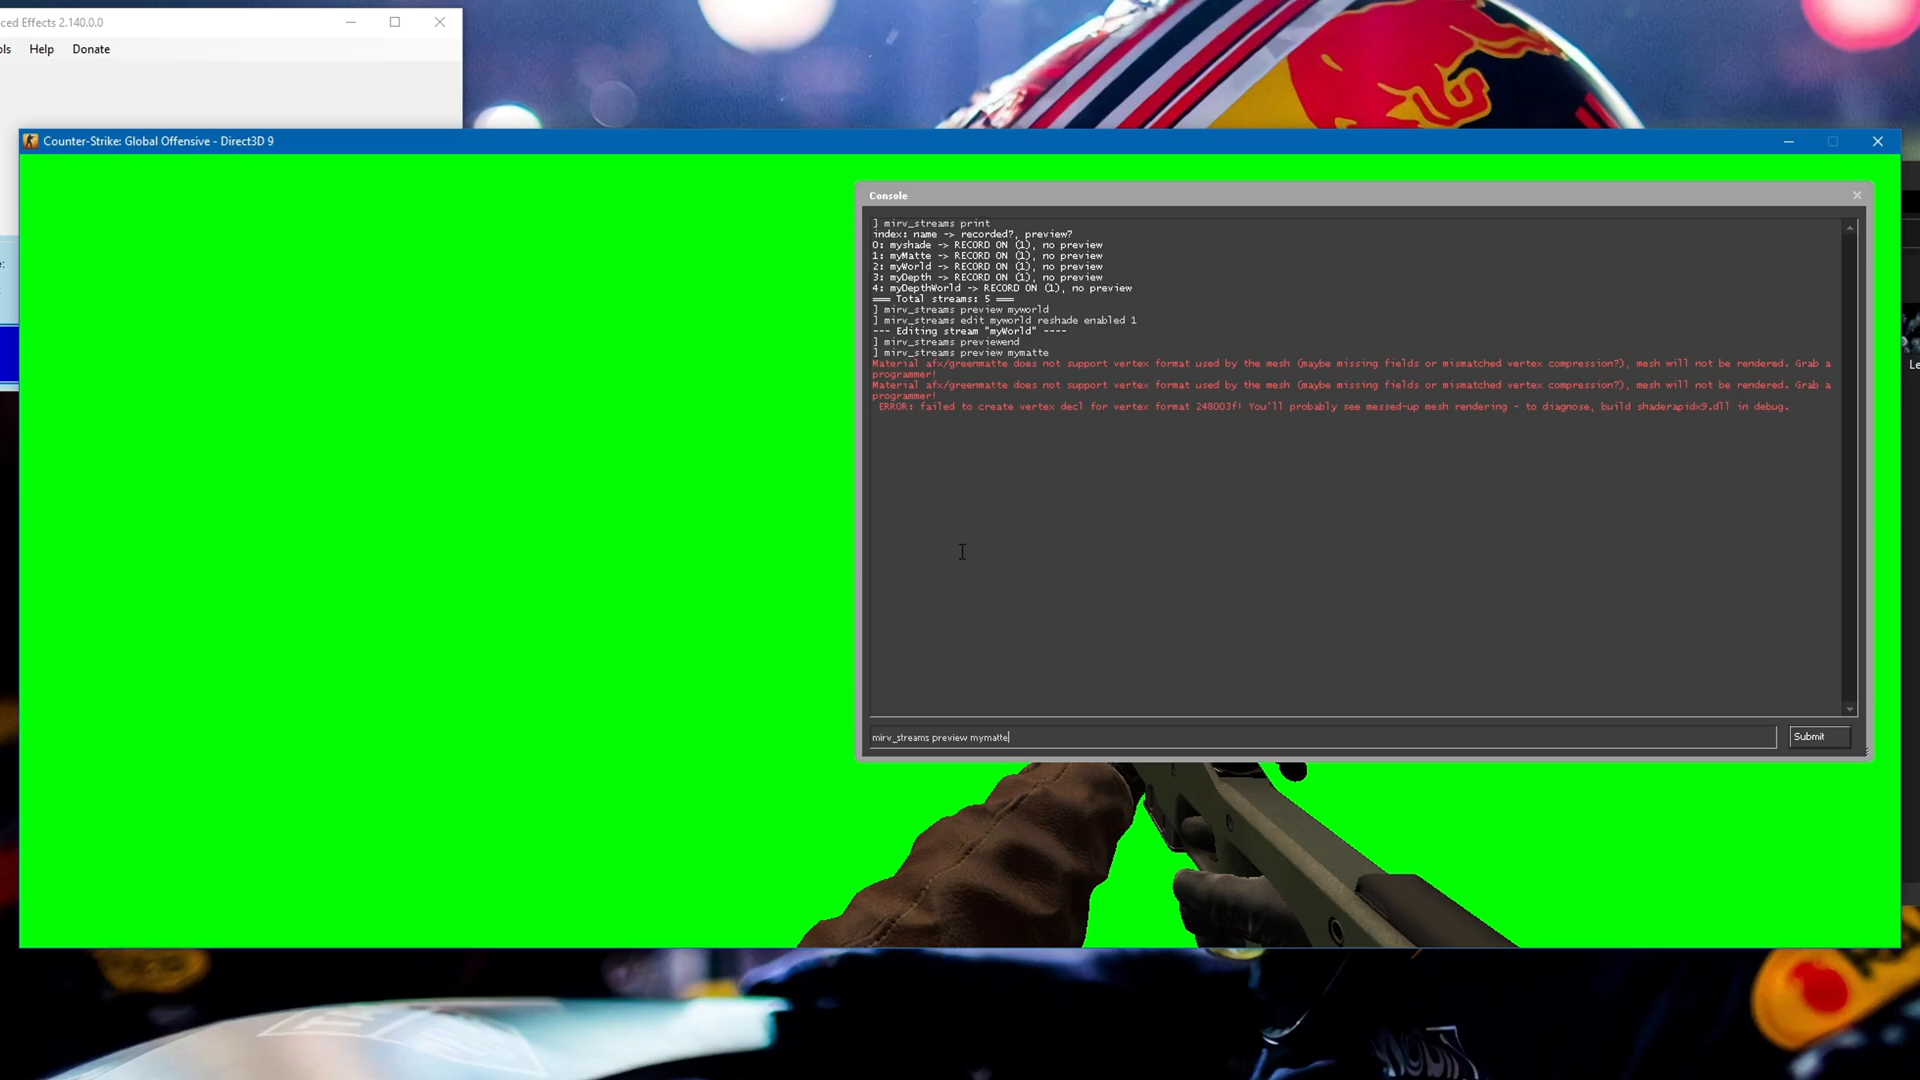 ced Effects 2.140.0.0
ols Help Donate
Counter-Strike: Global Offensive - Direct3D 9
Console
] mirv_streams print
index: name -> recorded?, preview?
0: myshade -> RECORD ON (1), no preview
1: myMatte -> RECORD ON (1), no preview
2: myWorld -> RECORD ON (1), no preview
3: myDepth -> RECORD ON (1), no preview
4: myDepthWorld -> RECORD ON (1), no preview
=== Total streams: 5 ===
] mirv_streams preview myworld
] mirv_streams edit myworld reshade enabled 1
--- Editing stream "myWorld" ----
] mirv_streams previewend
] mirv_streams preview mymatte
Material afx/greenmatte does not support vertex format used by the mesh (maybe missing fields or mismatched vertex compression?), mesh will not be rendered. Grab a
programmer!
Material afx/greenmatte does not support vertex format used by the mesh (maybe missing fields or mismatched vertex compression?), mesh will not be rendered. Grab a
programmer!
ERROR: failed to create vertex decl for vertex format 248003f! You'll probably see messed-up mesh rendering - to diagnose, build shaderapidx9.dll in debug.
mirv_streams preview mymatte
Submit
Le